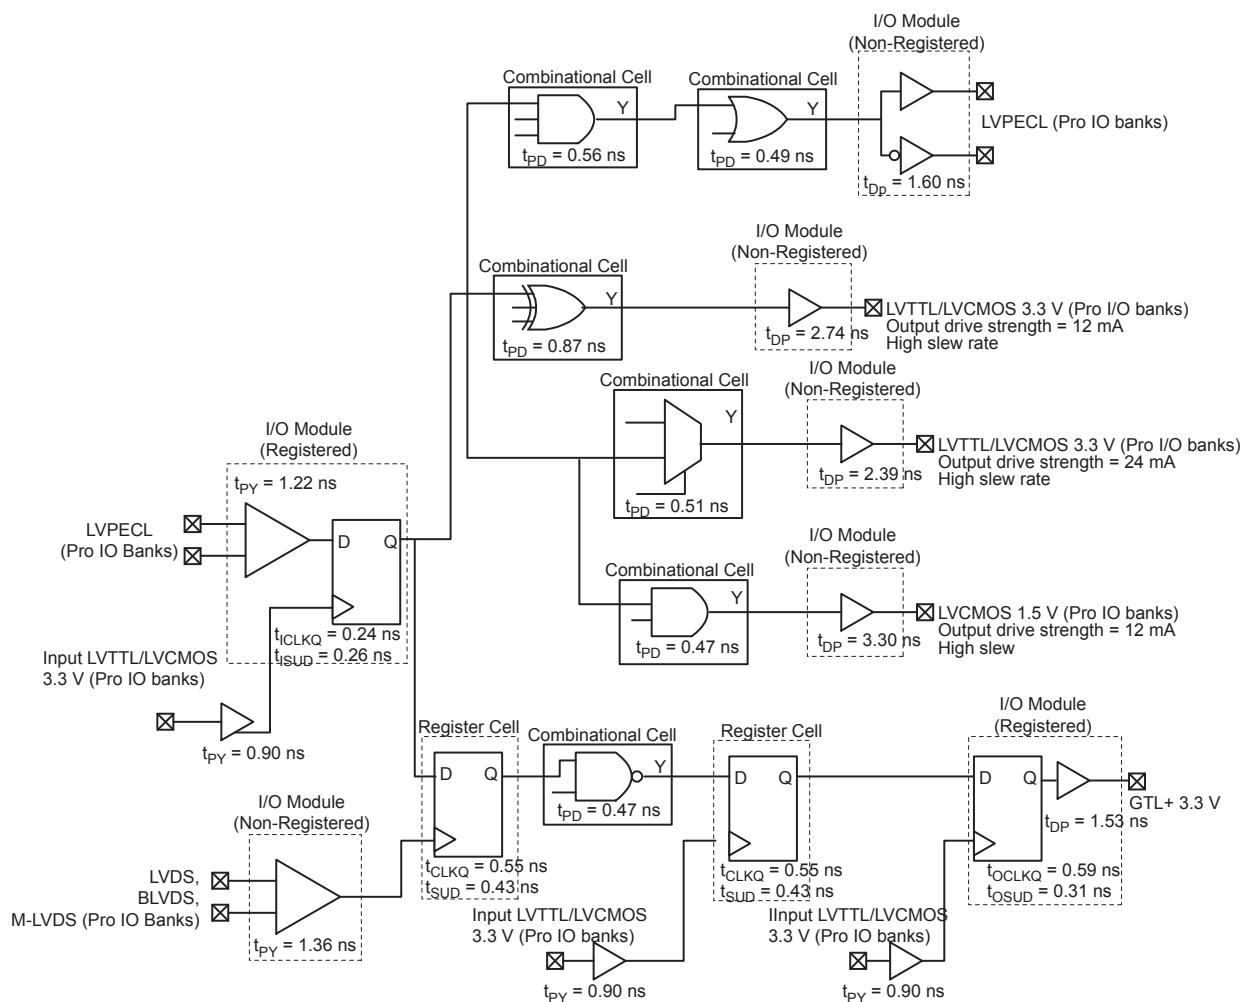 I/O Module
(Non-Registered)
Combinational Cell
Combinational Cell
Y
Y
LVPECL (Pro IO banks)
tPD = 0.56 ns
tPD = 0.49 ns
tDp = 1.60 ns
I/O Module
(Non-Registered)
Combinational Cell
Y
LVTTL/LVCMOS 3.3 V (Pro I/O banks)
Output drive strength = 12 mA
High slew rate
tDP = 2.74 ns
tPD = 0.87 ns
I/O Module
(Non-Registered)
Combinational Cell
Y
LVTTL/LVCMOS 3.3 V (Pro I/O banks)
Output drive strength = 24 mA
High slew rate
tDP = 2.39 ns
tPD = 0.51 ns
I/O Module
(Registered)
tPY = 1.22 ns
LVPECL
(Pro IO Banks)
D
Q
tICLKQ = 0.24 ns
tISUD = 0.26 ns
Input LVTTL/LVCMOS
3.3 V (Pro IO banks)
tPY = 0.90 ns
I/O Module
(Non-Registered)
Combinational Cell
Y
LVCMOS 1.5 V (Pro IO banks)
Output drive strength = 12 mA
High slew
tDP = 3.30 ns
tPD = 0.47 ns
Register Cell
Combinational Cell
Register Cell
I/O Module
(Registered)
D
Q
Y
D
Q
D
Q
GTL+ 3.3 V
tPD = 0.47 ns
tDP = 1.53 ns
I/O Module
(Non-Registered)
tCLKQ = 0.55 ns
tSUD = 0.43 ns
tCLKQ = 0.55 ns
tSUD = 0.43 ns
tOCLKQ = 0.59 ns
tOSUD = 0.31 ns
LVDS,
BLVDS,
M-LVDS (Pro IO Banks)
tPY = 1.36 ns
Input LVTTL/LVCMOS
3.3 V (Pro IO banks)
tPY = 0.90 ns
IInput LVTTL/LVCMOS
3.3 V (Pro IO banks)
tPY = 0.90 ns